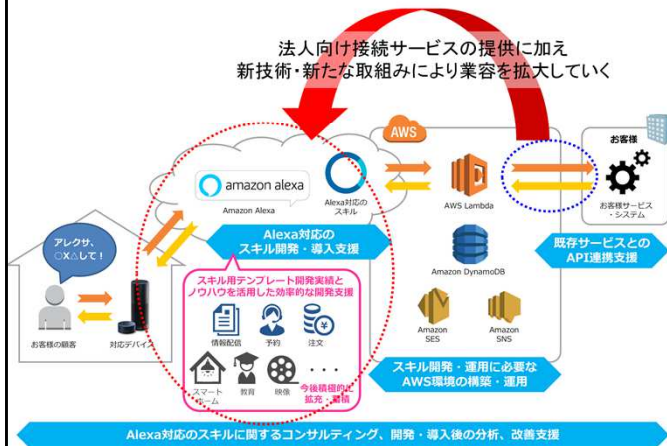 法人向け接続サービスの提供に加え
新技術・新たな取組みにより業容を拡大していく
AWS
お客様
amazon alexa
Amazon Alexa
Alexa対応の
スキル
AWS Lambda
お客様サービス
・システム
Alexa対応の
スキル開発・導入支援
既存サービスとの
API連携支援
アレクサ、
○X△して!
お客様の顧客
対応デバイス
スキル用テンプレート開発実績と
ノウハウを活用した効率的な開発支援
情報配信
予約
注文
スマート
ホーム
教育
映像
・・・
今後積極的に
拡充・蓄積
Amazon DynamoDB
Amazon
SES
Amazon
SNS
スキル開発・運用に必要な
AWS環境の構築・運用
Alexa対応のスキルに関するコンサルティング、開発・導入後の分析、改善支援